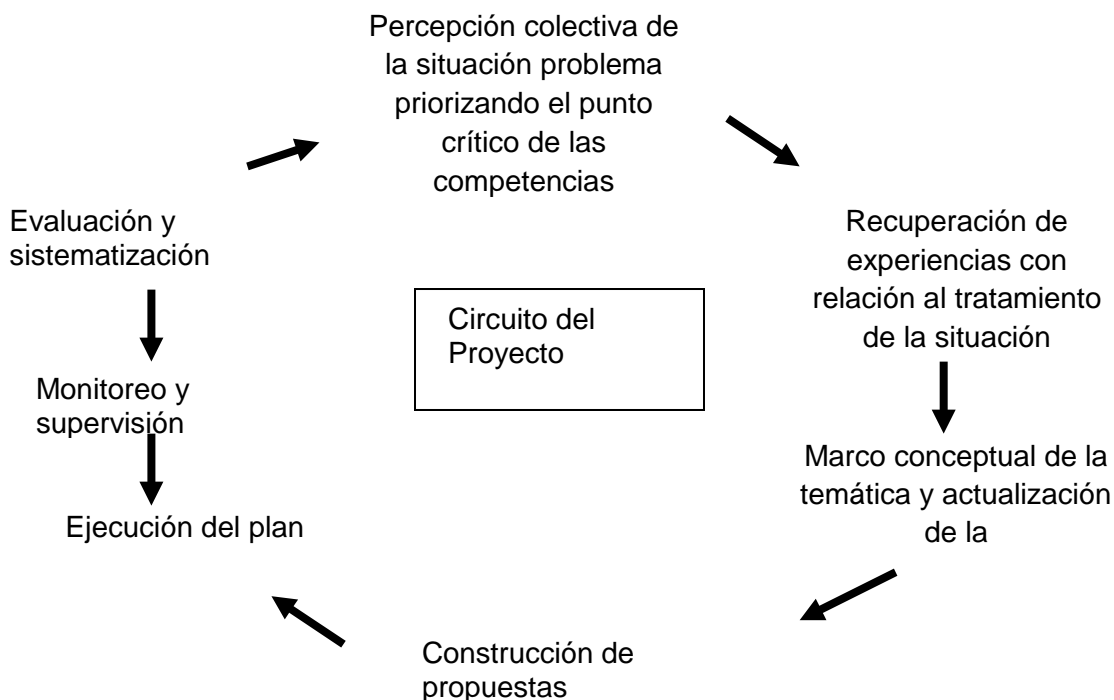 Percepción colectiva de
la situación problema
priorizando el punto
crítico de las
competencias
Evaluación y
sistematización
Recuperación de
experiencias con
relación al tratamiento
de la situación
Circuito del
Proyecto
Monitoreo y
supervisión
Marco conceptual de la
temática y actualización
de la
Ejecución del plan
Construcción de
propuestas